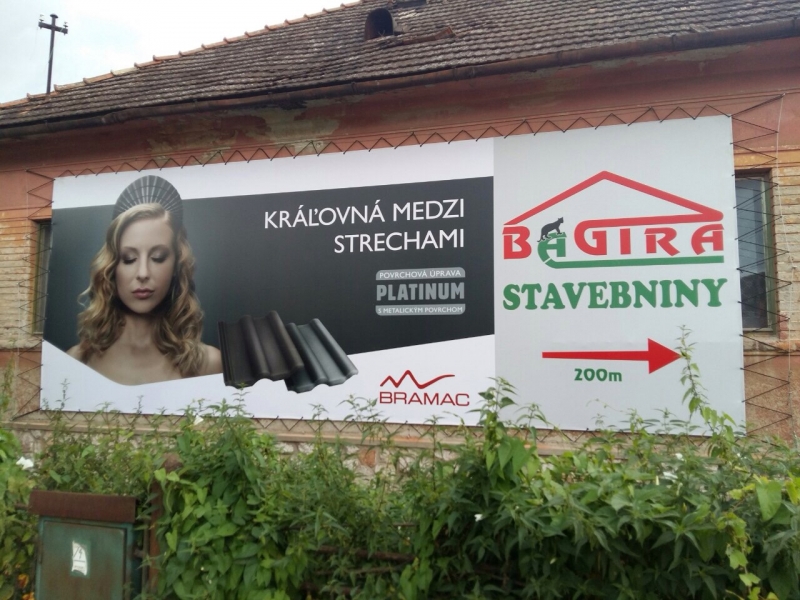 KRÁĽOVNÁ MEDZI
STRECHAMI
POVRCHOVÁ ÚPRAVA
PLATINUM
S METALICKÝM POVRCHOM
BRAMAC
BAGIRA
STAVEBNINY
200m